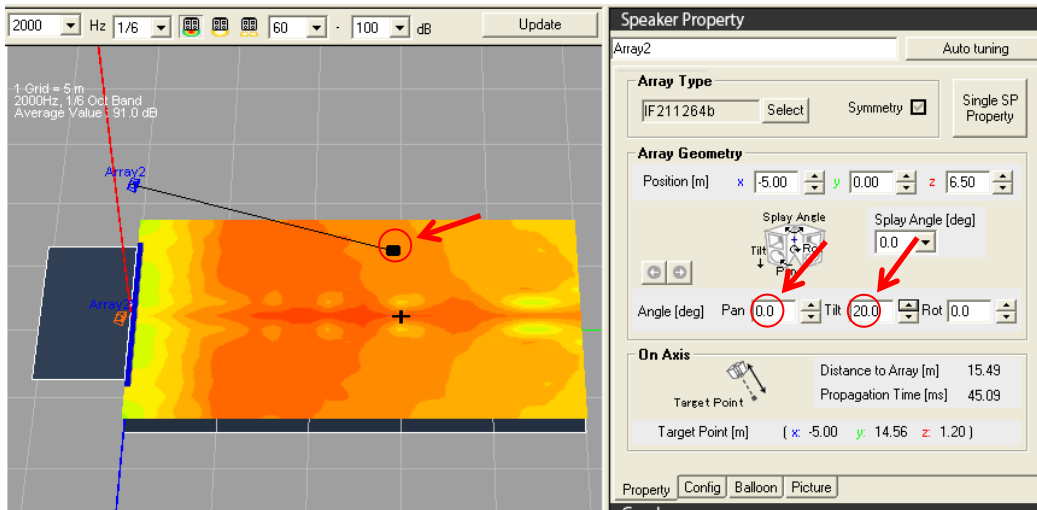 2000 Hz 1/6 60 - 100 dB Update
1 Grid = 5 m
2000Hz, 1/6 Oct Band
Average Value : 91.0 dB
Array2
Array2
Speaker Property
Array2 Auto tuning
Array Type
IF211264b Select Symmetry Single SP
Property
Array Geometry
Position [m] x -5.00 y 0.00 z 6.50
Splay Angle Splay Angle [deg]
0.0
Tilt
Pan
Angle [deg] Pan 0.0 Tilt 20.0 Rot 0.0
On Axis
Distance to Array [m] 15.49
Propagation Time [ms] 45.09
Target Point
Target Point [m] ( x: -5.00 y: 14.56 z: 1.20 )
Property Config Balloon Picture